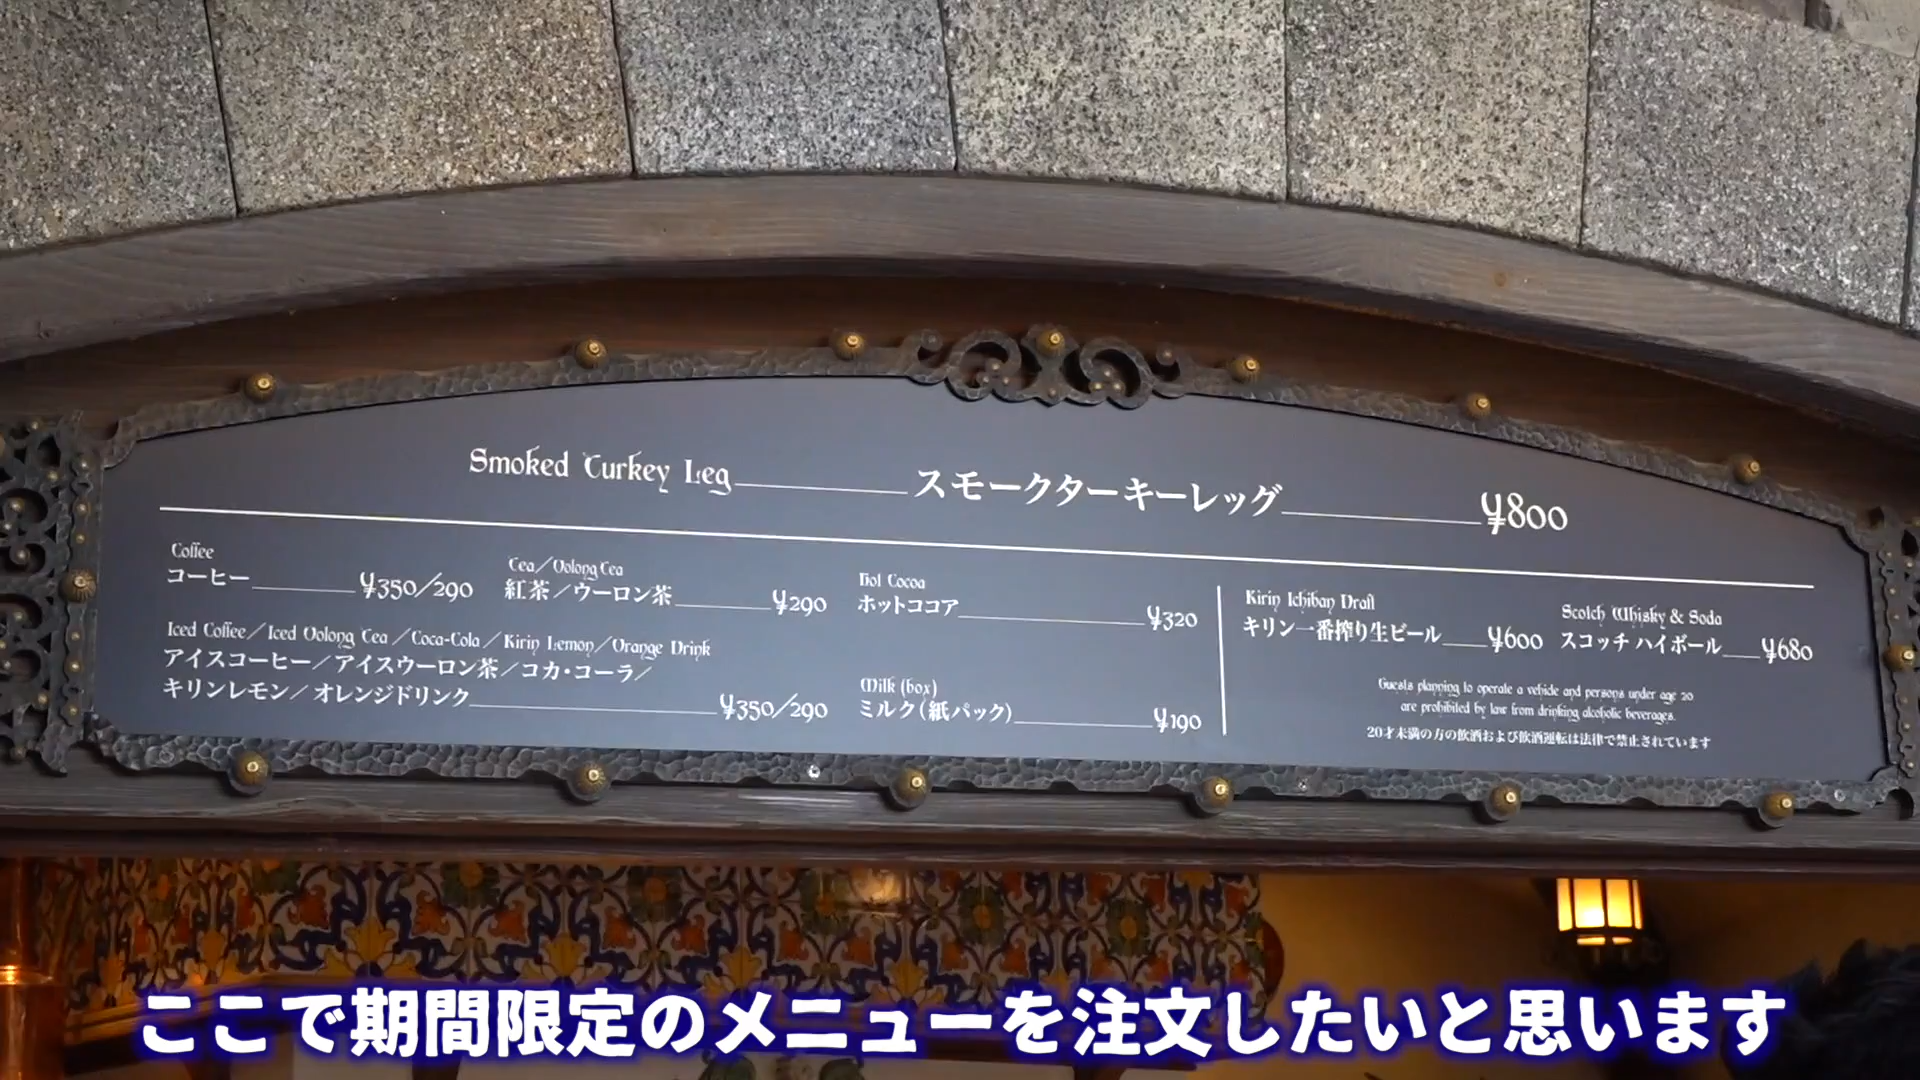 Smoked Turkey Leg スモークターキーレッグ ¥800
Coffee
コーヒー ¥350/290
Tea/Oolong Tea
紅茶/ウーロン茶 ¥290
Hot Cocoa
ホットココア ¥320
Iced Coffee/Iced Oolong Tea/Coca-Cola/Kirin Lemon/Orange Drink
アイスコーヒー/アイスウーロン茶/コカ・コーラ/
キリンレモン/オレンジドリンク ¥350/290
Milk (box)
ミルク(紙パック) ¥190
Kirin Ichiban Draft
キリン一番搾り生ビール ¥600
Scotch Whisky & Soda
スコッチ ハイボール ¥680
Guests planning to operate a vehicle and persons under age 20
are prohibited by law from drinking alcoholic beverages.
20才未満の方の飲酒および飲酒運転は法律で禁止されています
ここで期間限定のメニューを注文したいと思います